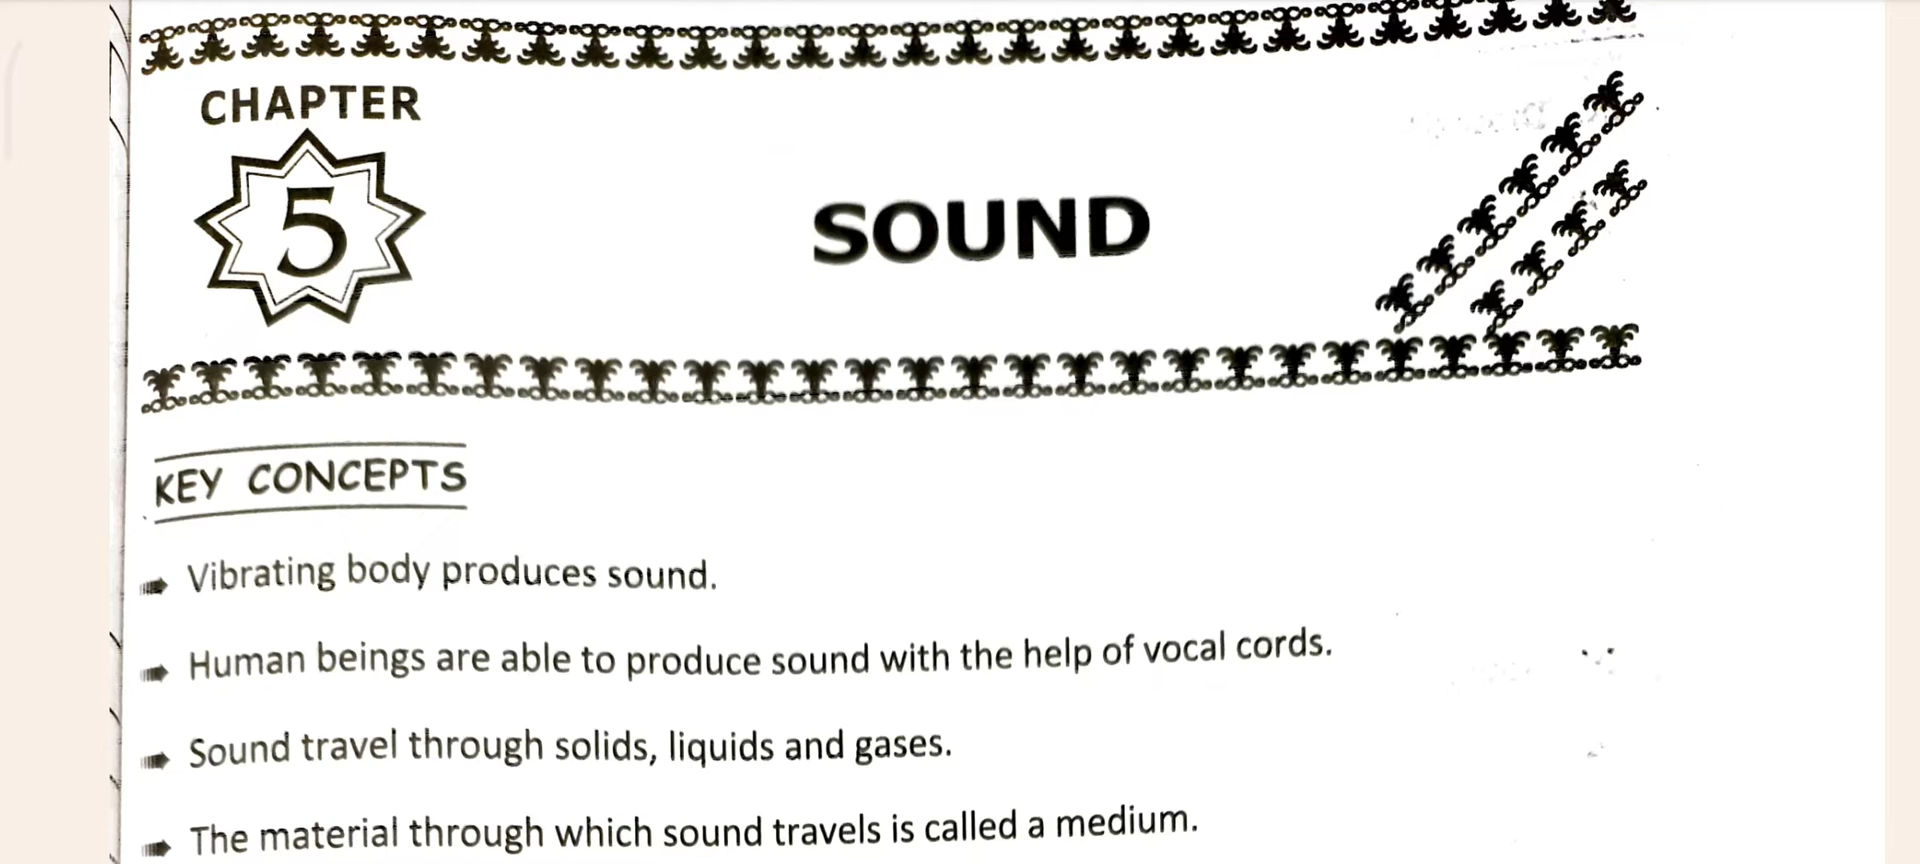 CHAPTER
5
SOUND
KEY CONCEPTS
Vibrating body produces sound.
Human beings are able to produce sound with the help of vocal cords.
Sound travel through solids, liquids and gases.
The material through which sound travels is called a medium.